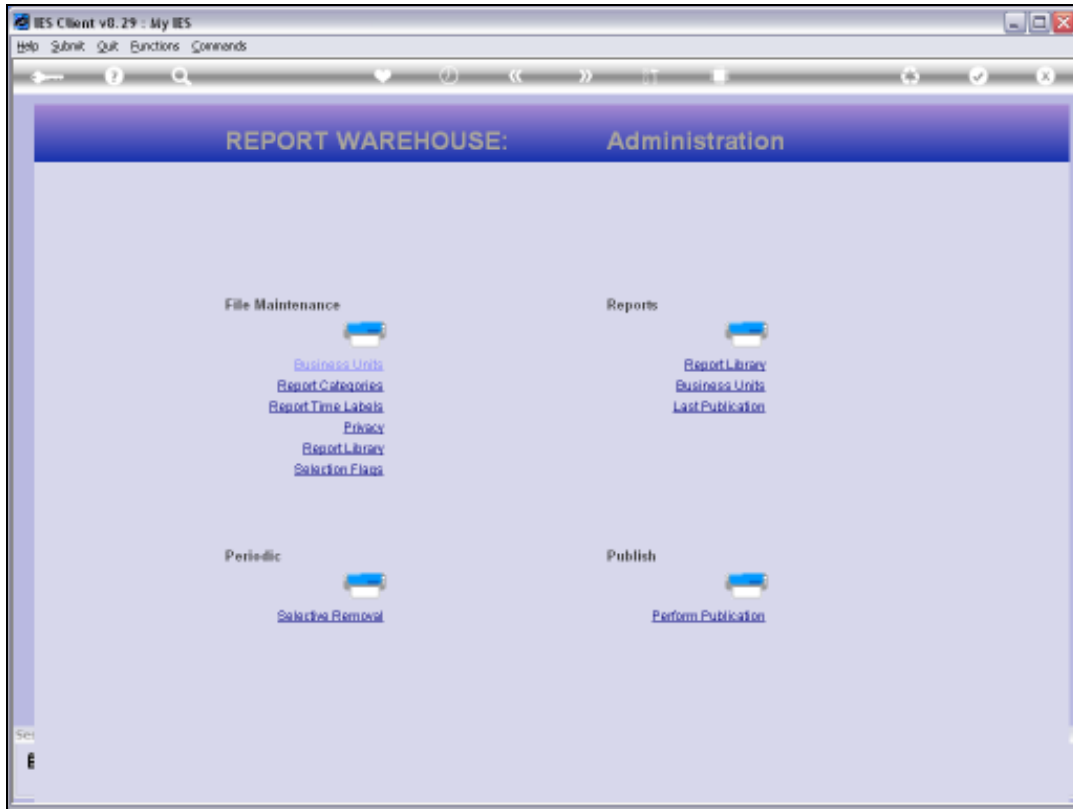 IES Client v8.29 : My IES
Help Submit Quit Functions Commands
REPORT WAREHOUSE: Administration
File Maintenance
Business Units
Report Categories
Report Time Labels
Privacy
Report Library
Selection Flags
Reports
Report Library
Business Units
Last Publication
Periodic
Selective Removal
Publish
Perform Publication